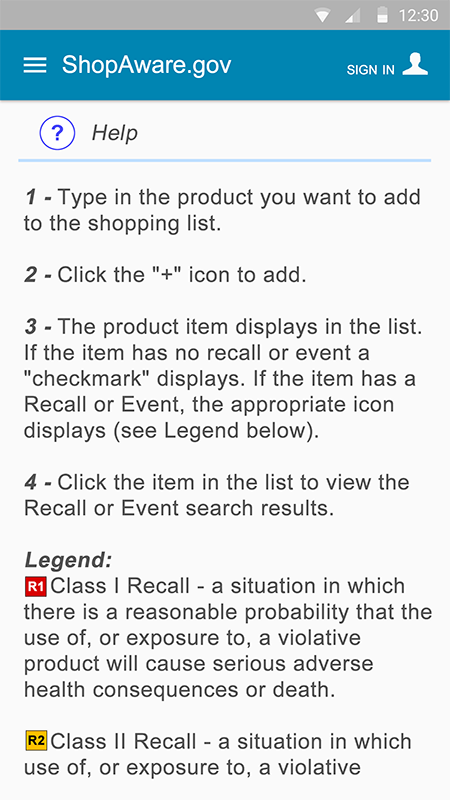 12:30
ShopAware.gov
SIGN IN
? Help
1 - Type in the product you want to add
to the shopping list.
2 - Click the "+" icon to add.
3 - The product item displays in the list.
If the item has no recall or event a
"checkmark" displays. If the item has a
Recall or Event, the appropriate icon
displays (see Legend below).
4 - Click the item in the list to view the
Recall or Event search results.
Legend:
R1 Class I Recall - a situation in which
there is a reasonable probability that the
use of, or exposure to, a violative
product will cause serious adverse
health consequences or death.
R2 Class II Recall - a situation in which
use of, or exposure to, a violative